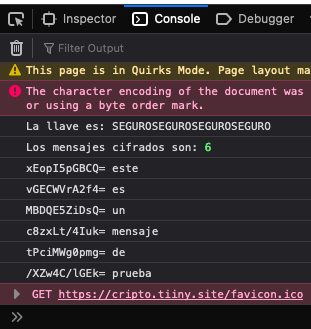 Inspector Console Debugger
Filter Output
This page is in Quirks Mode. Page layout ma
The character encoding of the document was
or using a byte order mark.
La llave es: SEGUROSEGUROSEGUROSEGURO
Los mensajes cifrados son: 6
xEopI5pGBCQ= este
vGECWVrA2f4= es
MBDQE5ZiDsQ= un
c8zxLt/4Iuk= mensaje
tPciMWg0pmg= de
/XZw4C/lGEk= prueba
GET https://cripto.tiiny.site/favicon.ico